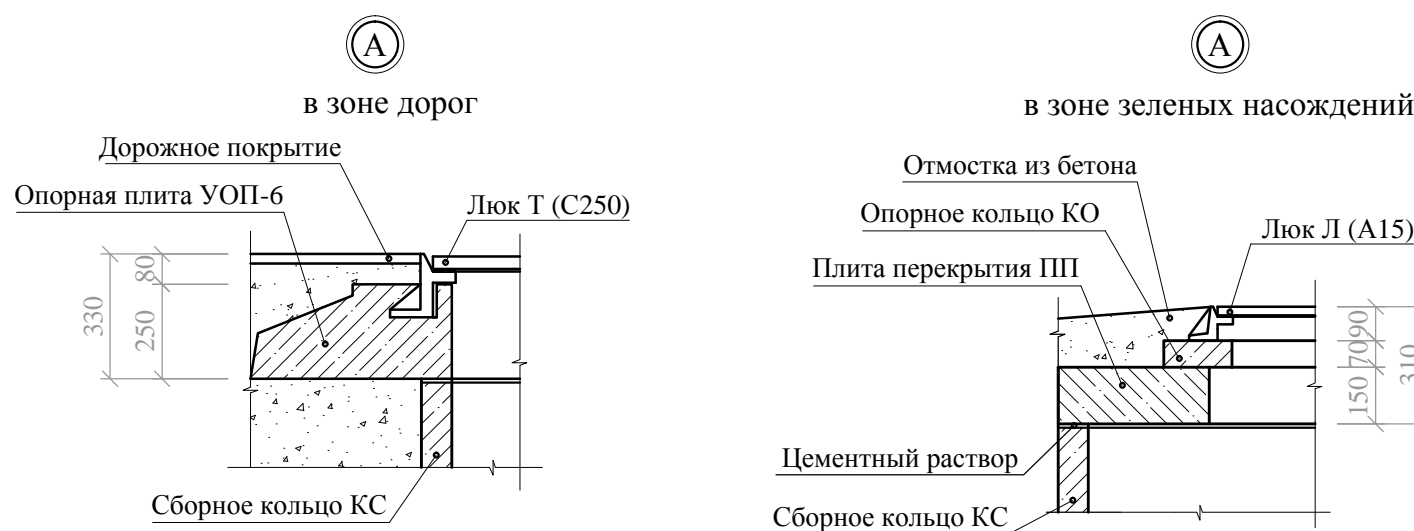 А
в зоне дорог
Дорожное покрытие
Опорная плита УОП-6
Люк Т (С250)
80
330
250
Сборное кольцо КС
А
в зоне зеленых насождений
Отмостка из бетона
Опорное кольцо КО
Люк Л (А15)
Плита перекрытия ПП
90
70
310
150
Цементный раствор
Сборное кольцо КС